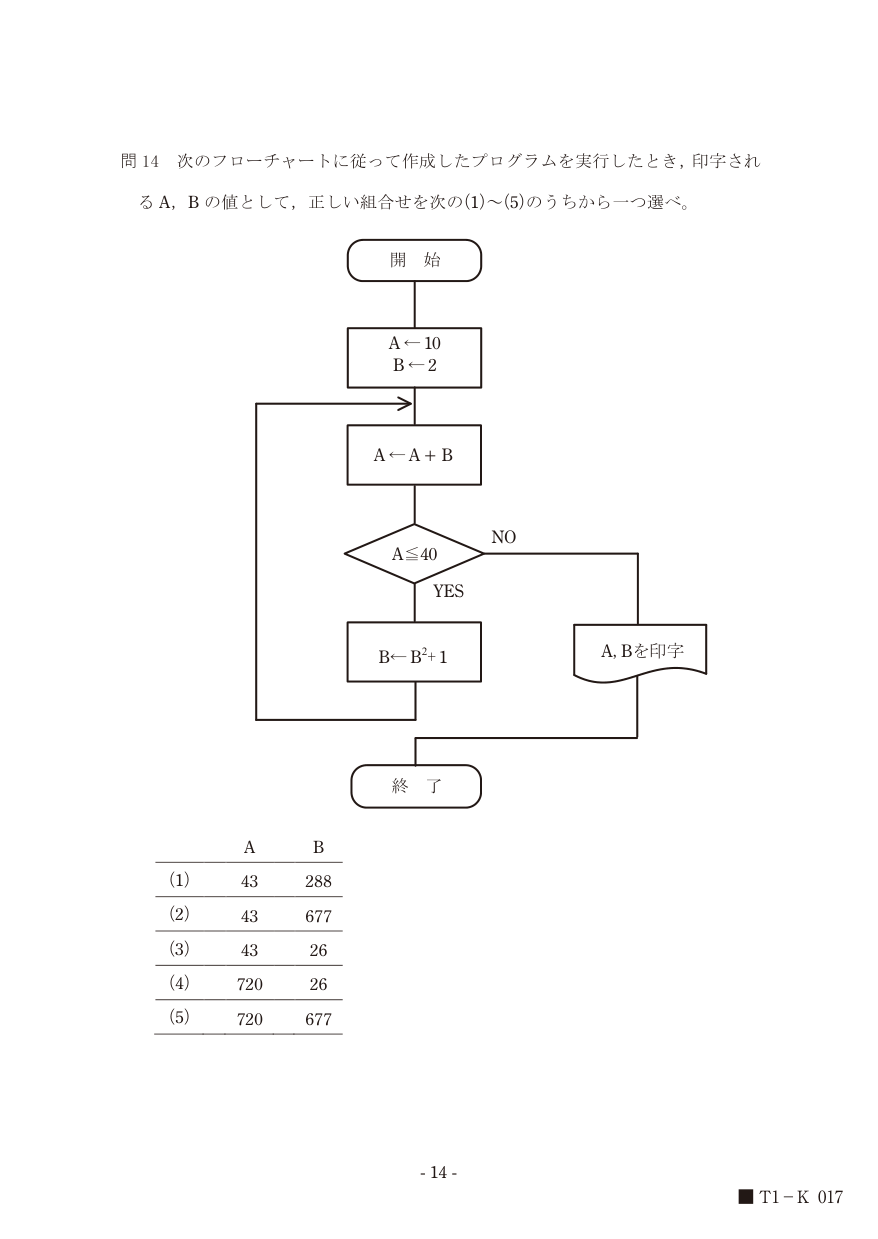 問 14　次のフローチャートに従って作成したプログラムを実行したとき, 印字され
る A, B の値として, 正しい組合せを次の(1)～(5)のうちから一つ選べ。
開　始
A ← 10
B ← 2
A ← A + B
A≦40
NO
YES
B← B²+ 1
A, Bを印字
終　了
A B
(1) 43 288
(2) 43 677
(3) 43 26
(4) 720 26
(5) 720 677
- 14 -
■ T1－K 017